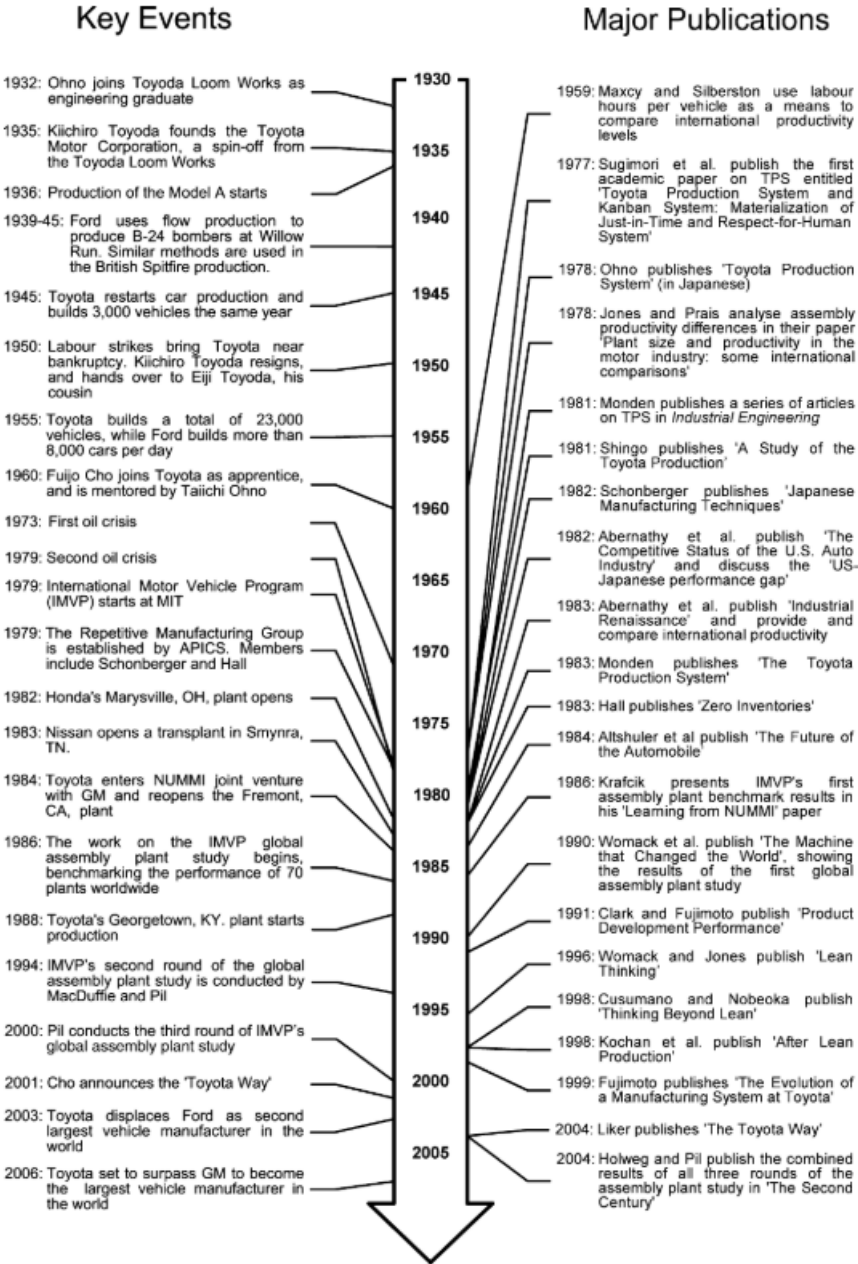 Key Events
1932: Ohno joins Toyoda Loom Works as
engineering graduate
1935: Kiichiro Toyoda founds the Toyota
Motor Corporation, a spin-off from
the Toyoda Loom Works
1936: Production of the Model A starts
1939-45: Ford uses flow production to
produce B-24 bombers at Willow
Run. Similar methods are used in
the British Spitfire production.
1945: Toyota restarts car production and
builds 3,000 vehicles the same year
1950: Labour strikes bring Toyota near
bankruptcy. Kiichiro Toyoda resigns,
and hands over to Eiji Toyoda, his
cousin
1955: Toyota builds a total of 23,000
vehicles, while Ford builds more than
8,000 cars per day
1960: Fuijo Cho joins Toyota as apprentice,
and is mentored by Taiichi Ohno
1973: First oil crisis
1979: Second oil crisis
1979: International Motor Vehicle Program
(IMVP) starts at MIT
1979: The Repetitive Manufacturing Group
is established by APICS. Members
include Schonberger and Hall
1982: Honda's Marysville, OH, plant opens
1983: Nissan opens a transplant in Smynra,
TN.
1984: Toyota enters NUMMI joint venture
with GM and reopens the Fremont,
CA, plant
1986: The work on the IMVP global
assembly plant study begins,
benchmarking the performance of 70
plants worldwide
1988: Toyota's Georgetown, KY. plant starts
production
1994: IMVP's second round of the global
assembly plant study is conducted by
MacDuffie and Pil
2000: Pil conducts the third round of IMVP's
global assembly plant study
2001: Cho announces the 'Toyota Way'
2003: Toyota displaces Ford as second
largest vehicle manufacturer in the
world
2006: Toyota set to surpass GM to become
the largest vehicle manufacturer in
the world
1930
1935
1940
1945
1950
1955
1960
1965
1970
1975
1980
1985
1990
1995
2000
2005
Major Publications
1959: Maxcy and Silberston use labour
hours per vehicle as a means to
compare international productivity
levels
1977: Sugimori et al. publish the first
academic paper on TPS entitled
'Toyota Production System and
Kanban System: Materialization of
Just-in-Time and Respect-for-Human
System'
1978: Ohno publishes 'Toyota Production
System' (in Japanese)
1978: Jones and Prais analyse assembly
productivity differences in their paper
'Plant size and productivity in the
motor industry: some international
comparisons'
1981: Monden publishes a series of articles
on TPS in Industrial Engineering
1981: Shingo publishes 'A Study of the
Toyota Production'
1982: Schonberger publishes 'Japanese
Manufacturing Techniques'
1982: Abernathy et al. publish 'The
Competitive Status of the U.S. Auto
Industry' and discuss the 'US-
Japanese performance gap'
1983: Abernathy et al. publish 'Industrial
Renaissance' and provide and
compare international productivity
1983: Monden publishes 'The Toyota
Production System'
1983: Hall publishes 'Zero Inventories'
1984: Altshuler et al publish 'The Future of
the Automobile'
1986: Krafcik presents IMVP's first
assembly plant benchmark results in
his 'Learning from NUMMI' paper
1990: Womack et al. publish 'The Machine
that Changed the World', showing
the results of the first global
assembly plant study
1991: Clark and Fujimoto publish 'Product
Development Performance'
1996: Womack and Jones publish 'Lean
Thinking'
1998: Cusumano and Nobeoka publish
'Thinking Beyond Lean'
1998: Kochan et al. publish 'After Lean
Production'
1999: Fujimoto publishes 'The Evolution of
a Manufacturing System at Toyota'
2004: Liker publishes 'The Toyota Way'
2004: Holweg and Pil publish the combined
results of all three rounds of the
assembly plant study in 'The Second
Century'